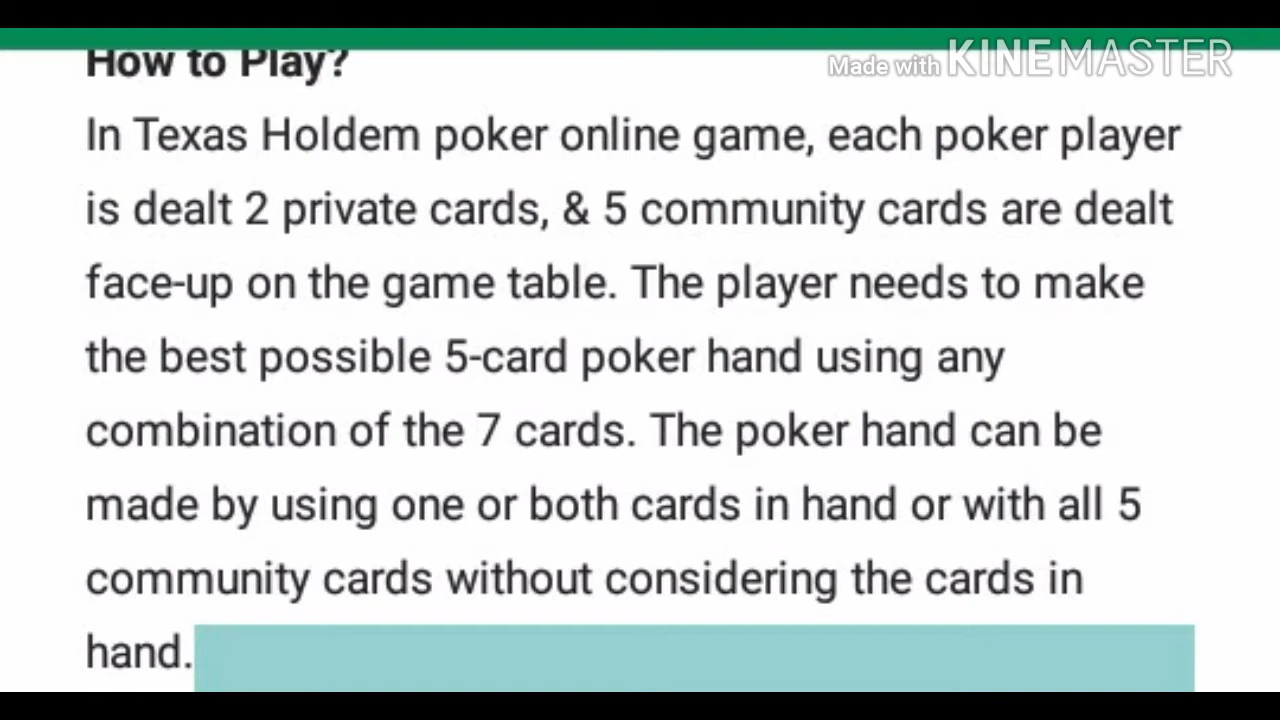 Made with KINEMASTER
How to Play?
In Texas Holdem poker online game, each poker player
is dealt 2 private cards, & 5 community cards are dealt
face-up on the game table. The player needs to make
the best possible 5-card poker hand using any
combination of the 7 cards. The poker hand can be
made by using one or both cards in hand or with all 5
community cards without considering the cards in
hand.